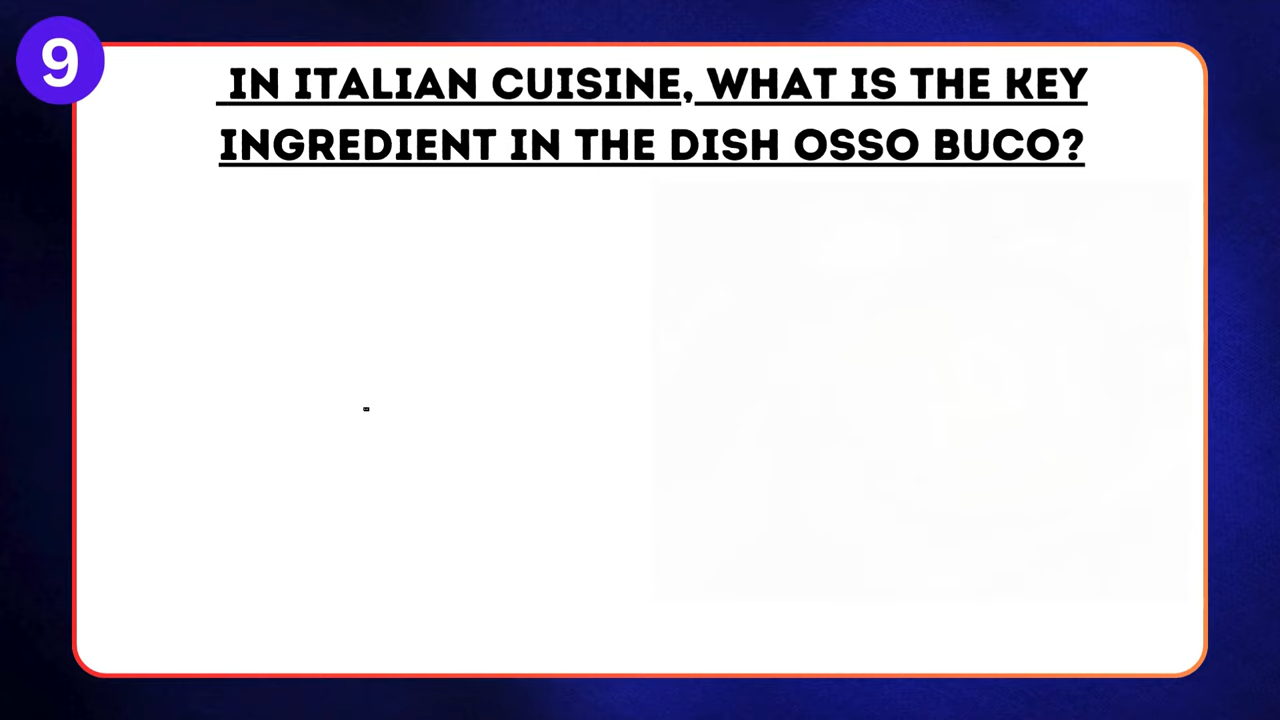 9
IN ITALIAN CUISINE, WHAT IS THE KEY
INGREDIENT IN THE DISH OSSO BUCO?